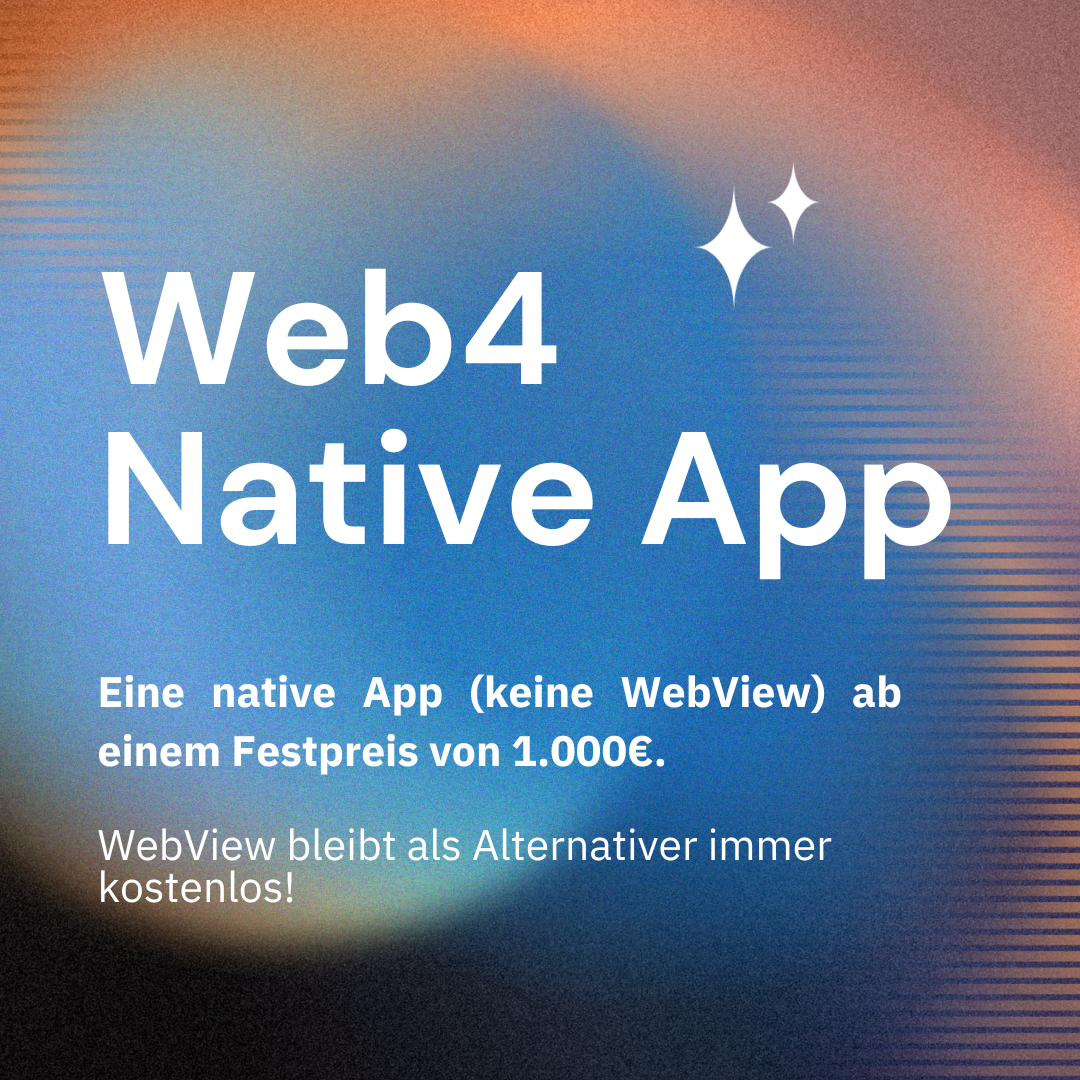 Web4
Native App
Eine native App (keine WebView) ab
einem Festpreis von 1.000€.
WebView bleibt als Alternativer immer
kostenlos!